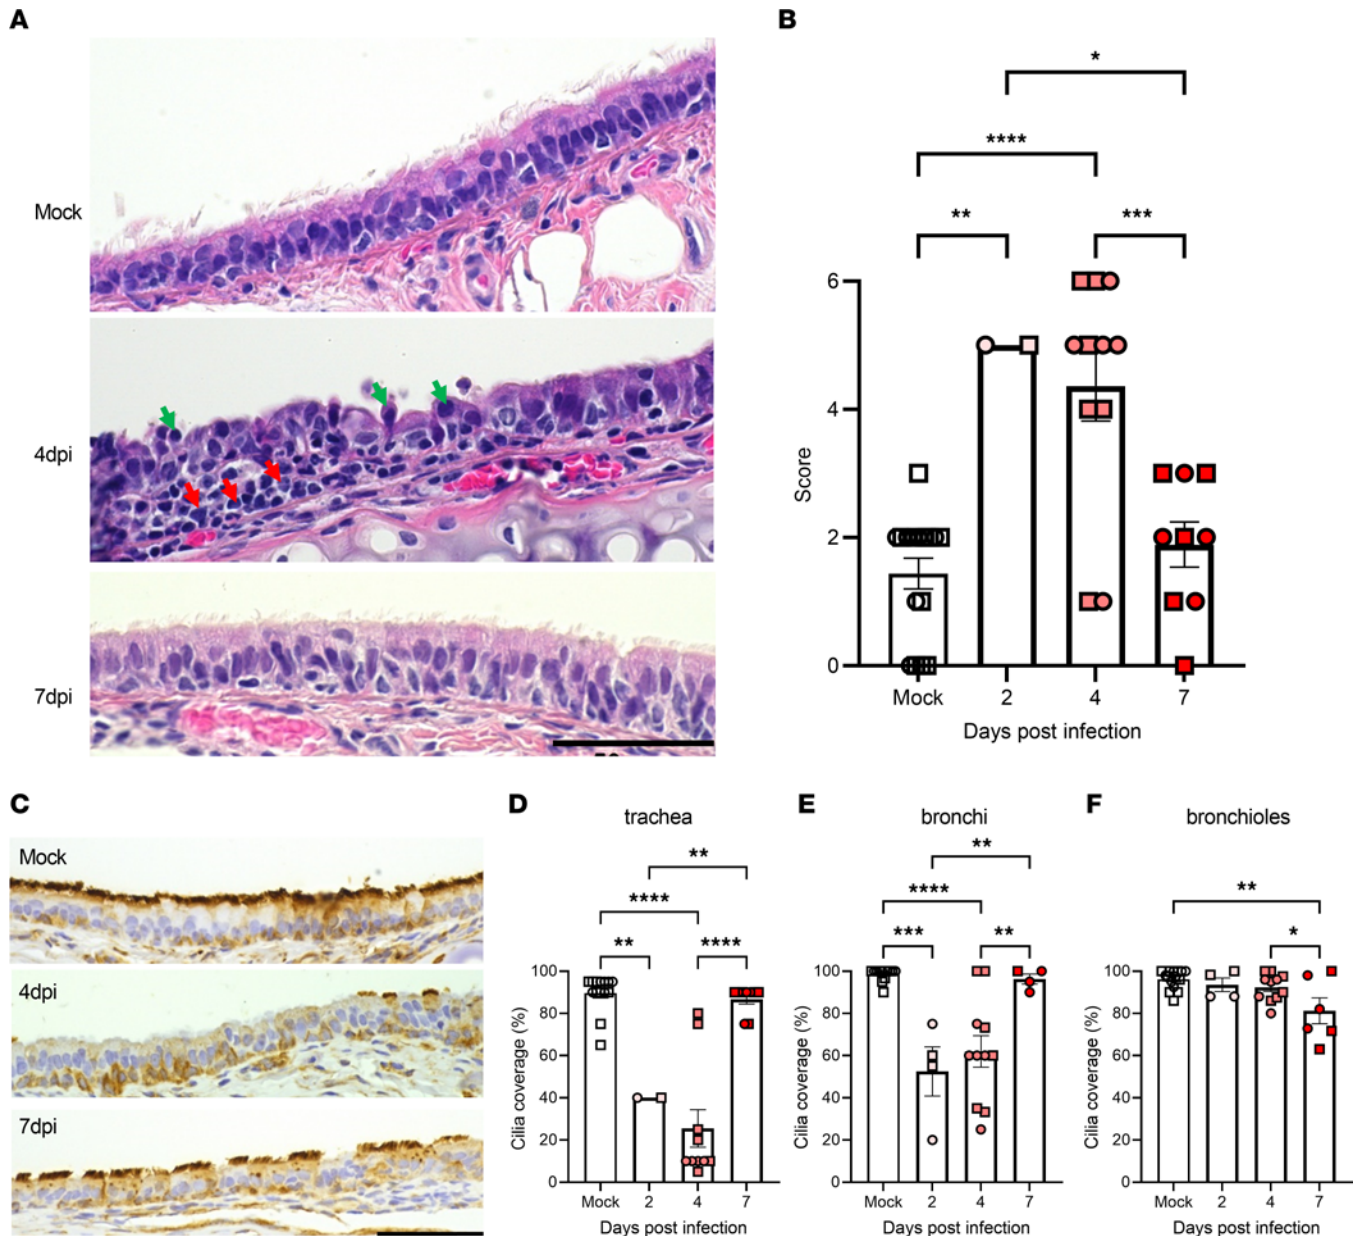 A
Mock
4dpi
7dpi
B
*
****
** ***
6
4
2
0
Score
Mock 2 4 7
Days post infection
C
Mock
4dpi
7dpi
D
trachea
**
****
** ****
100
80
60
40
20
0
Cilia coverage (%)
Mock 2 4 7
Days post infection
E
bronchi
**
****
*** **
100
80
60
40
20
0
Cilia coverage (%)
Mock 2 4 7
Days post infection
F
bronchioles
**
*
100
80
60
40
20
0
Cilia coverage (%)
Mock 2 4 7
Days post infection